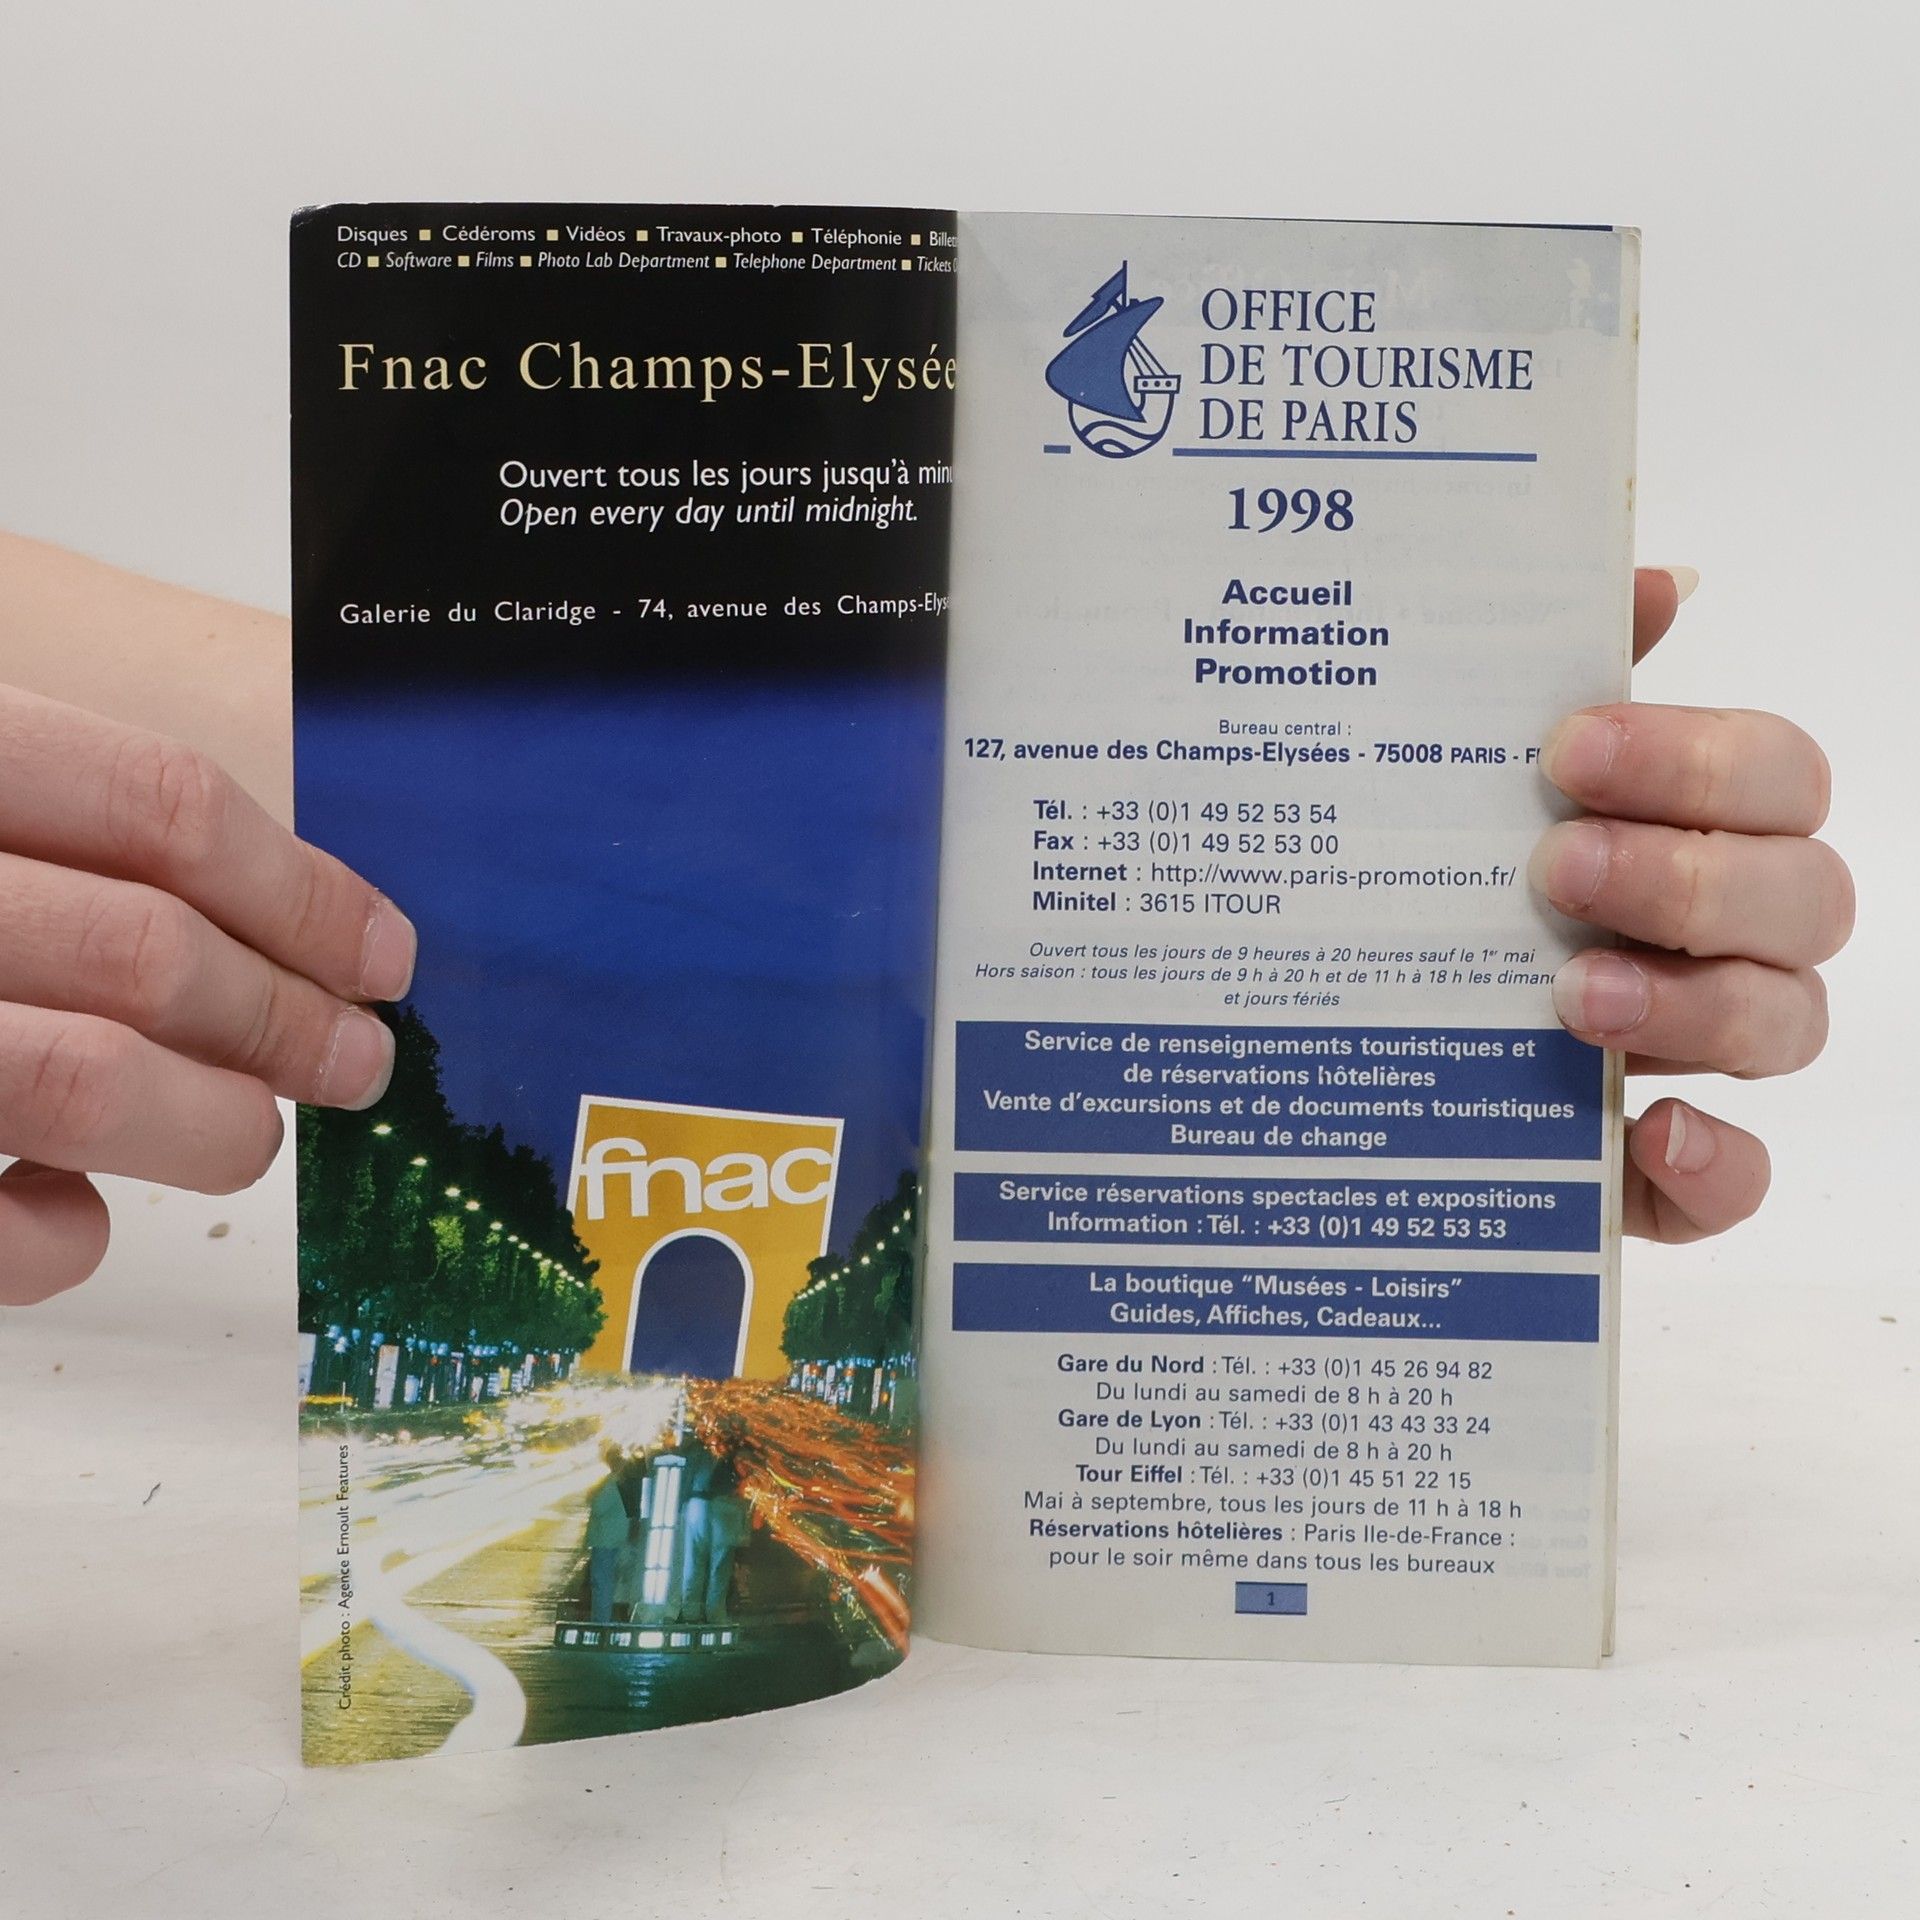 Disques ■ Cédéroms ■ Vidéos ■ Travaux-photo ■ Téléphonie ■
CD ■ Software ■ Films ■ Photo Lab Department ■ Telephone Department ■ Tickets
Fnac Champs-Elysée
Ouvert tous les jours jusqu'à
Open every day until midnight.
Galerie du Claridge - 74, avenue des Champs-Elys
fnac
Crédit photo : Agence Ernoult Features
OFFICE
DE TOURISME
DE PARIS
1998
Accueil
Information
Promotion
Bureau central :
127, avenue des Champs-Elysées - 75008 PARIS -
Tél. : +33 (0)1 49 52 53 54
Fax : +33 (0)1 49 52 53 00
Internet : http://www.paris-promotion.fr/
Minitel : 3615 ITOUR
Ouvert tous les jours de 9 heures à 20 heures sauf le 1er mai
Hors saison : tous les jours de 9 h à 20 h et de 11 h à 18 h les
et jours fériés
Service de renseignements touristiques et
de réservations hôtelières
Vente d'excursions et de documents touristiques
Bureau de change
Service réservations spectacles et expositions
Information : Tél. : +33 (0)1 49 52 53 53
La boutique "Musées - Loisirs"
Guides, Affiches, Cadeaux...
Gare du Nord : Tél. : +33 (0)1 45 26 94 82
Du lundi au samedi de 8 h à 20 h
Gare de Lyon : Tél. : +33 (0)1 43 43 33 24
Du lundi au samedi de 8 h à 20 h
Tour Eiffel : Tél. : +33 (0)1 45 51 22 15
Mai à septembre, tous les jours de 11 h à 18 h
Réservations hôtelières : Paris Ile-de-France :
pour le soir même dans tous les bureaux
1